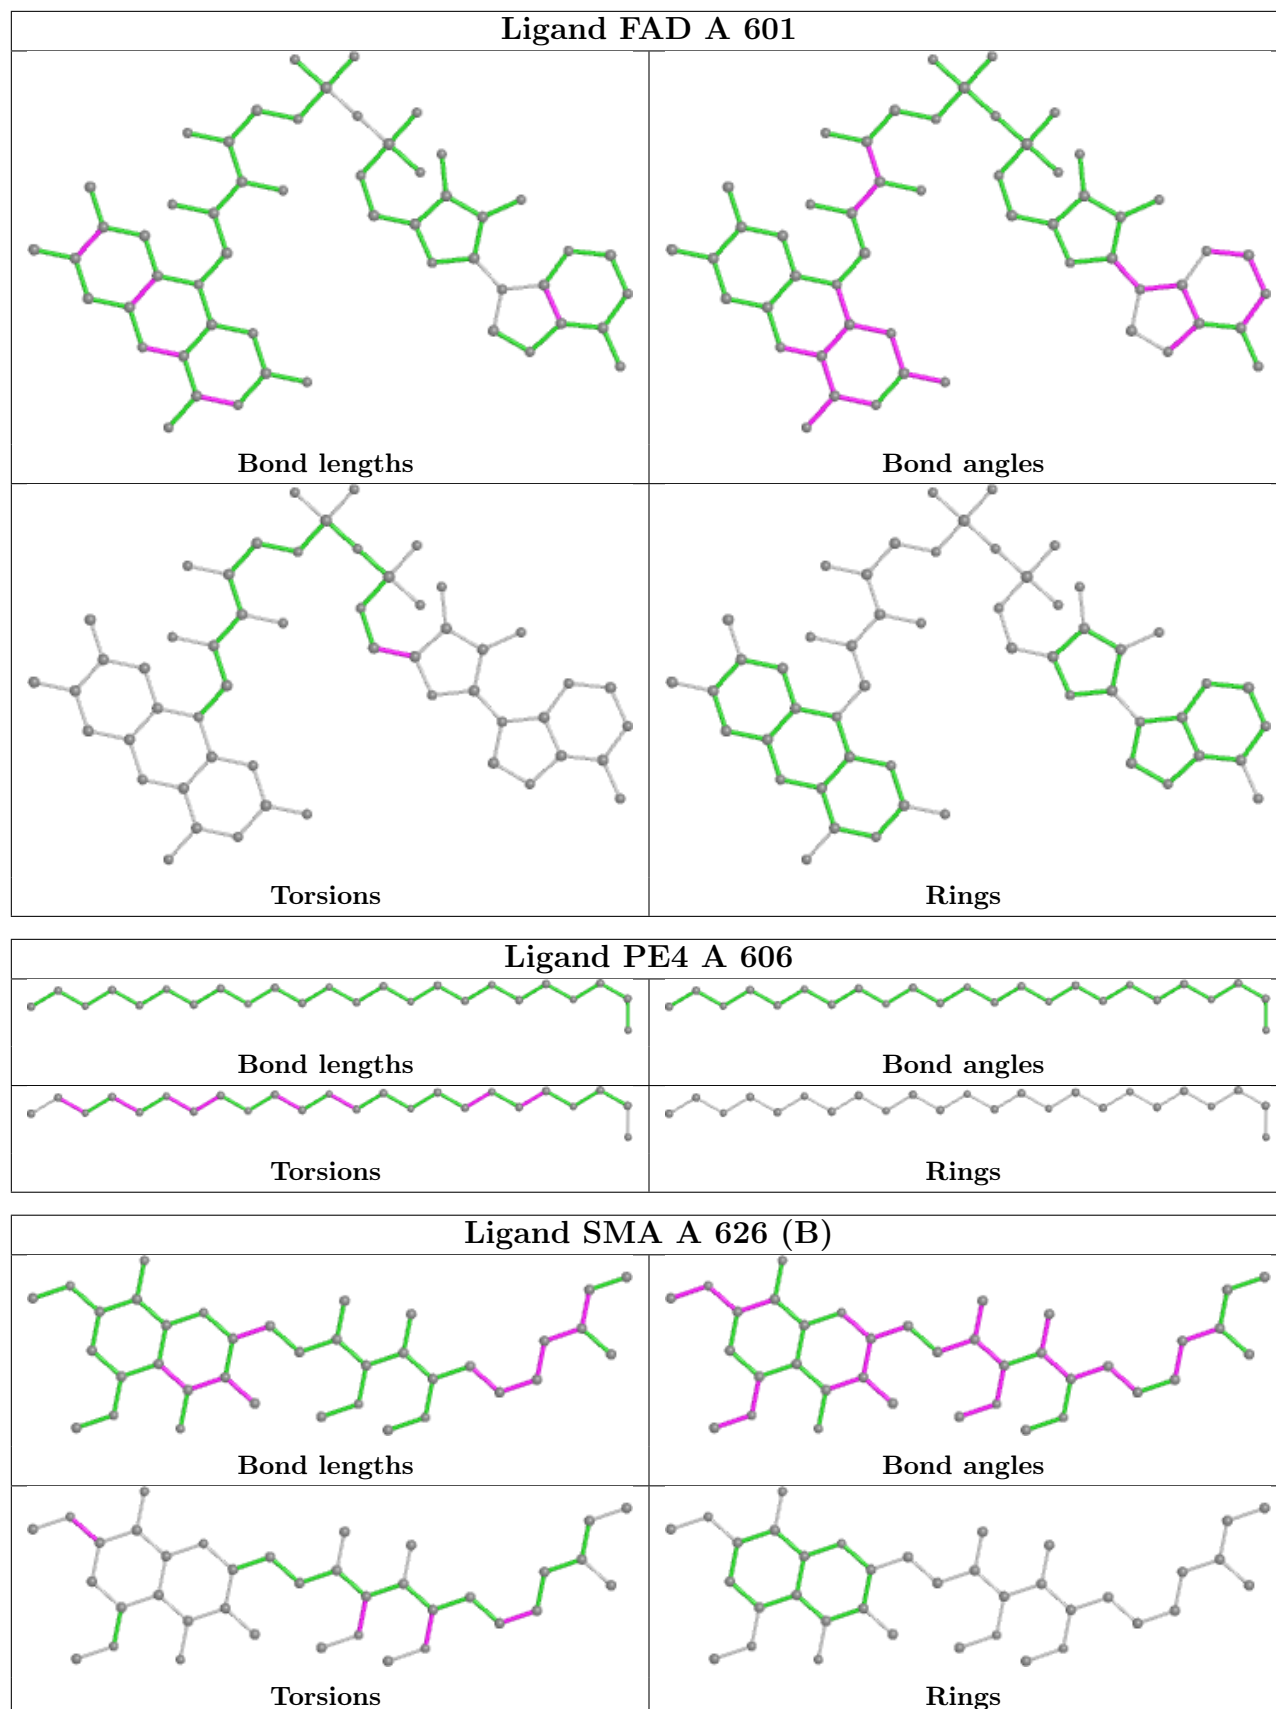 Ligand FAD A 601
Bond lengths
Bond angles
Torsions
Rings
Ligand PE4 A 606
Bond lengths
Bond angles
Torsions
Rings
Ligand SMA A 626 (B)
Bond lengths
Bond angles
Torsions
Rings